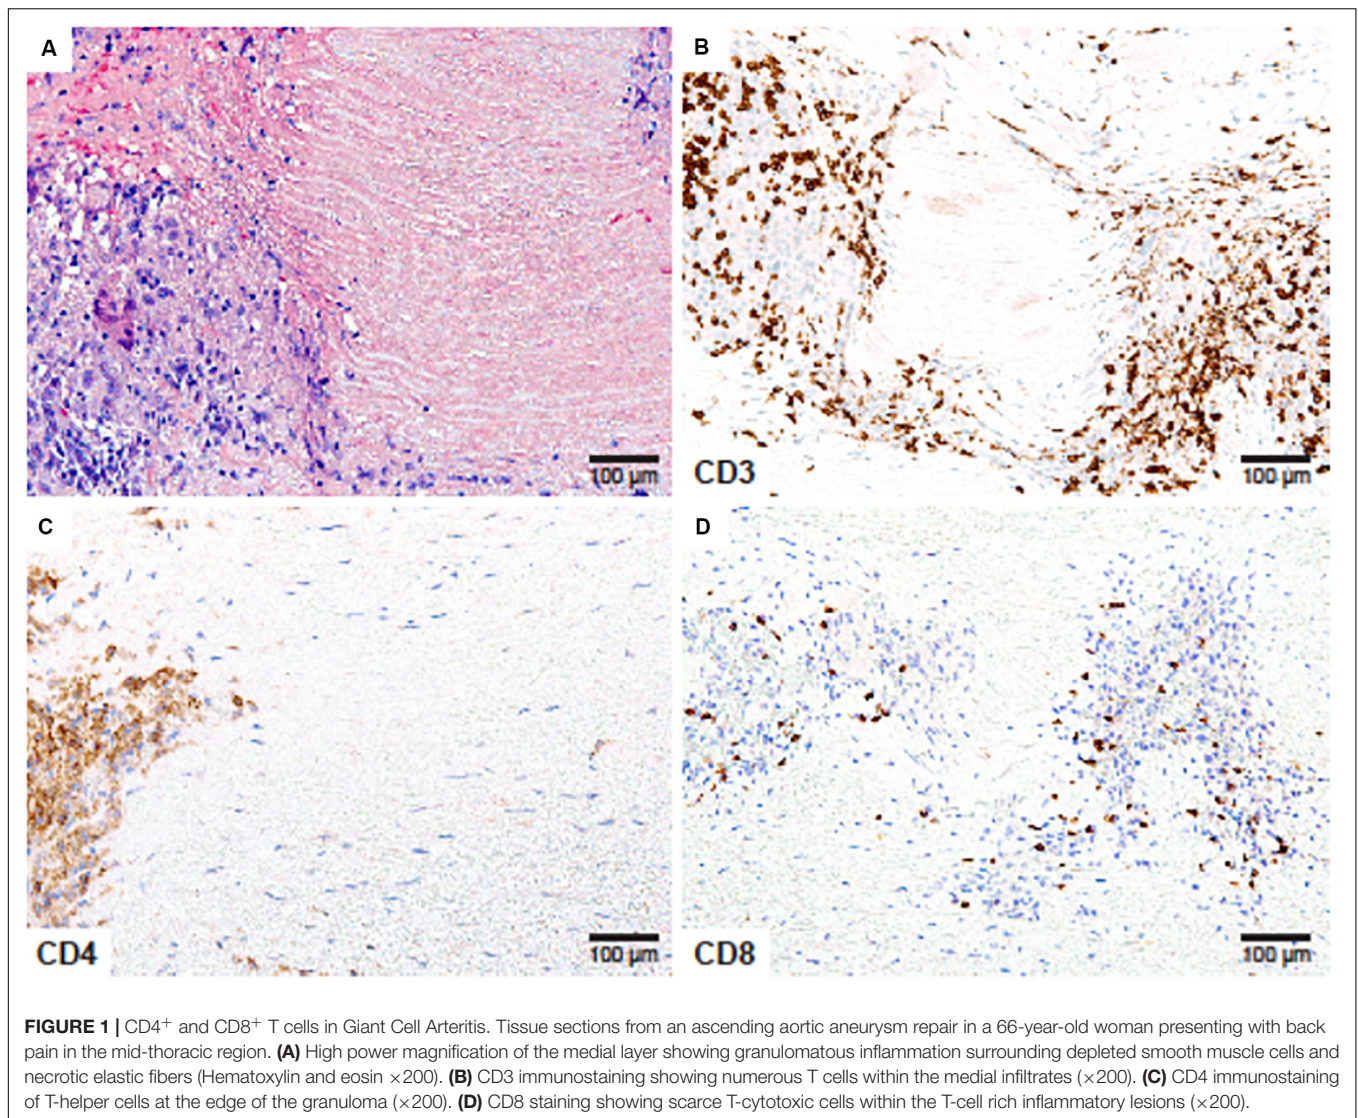 A
B
100 µm
CD3
100 µm
C
D
CD4
100 µm
CD8
100 µm
FIGURE 1 | CD4+ and CD8+ T cells in Giant Cell Arteritis. Tissue sections from an ascending aortic aneurysm repair in a 66-year-old woman presenting with back
pain in the mid-thoracic region. (A) High power magnification of the medial layer showing granulomatous inflammation surrounding depleted smooth muscle cells and
necrotic elastic fibers (Hematoxylin and eosin ×200). (B) CD3 immunostaining showing numerous T cells within the medial infiltrates (×200). (C) CD4 immunostaining
of T-helper cells at the edge of the granuloma (×200). (D) CD8 staining showing scarce T-cytotoxic cells within the T-cell rich inflammatory lesions (×200).